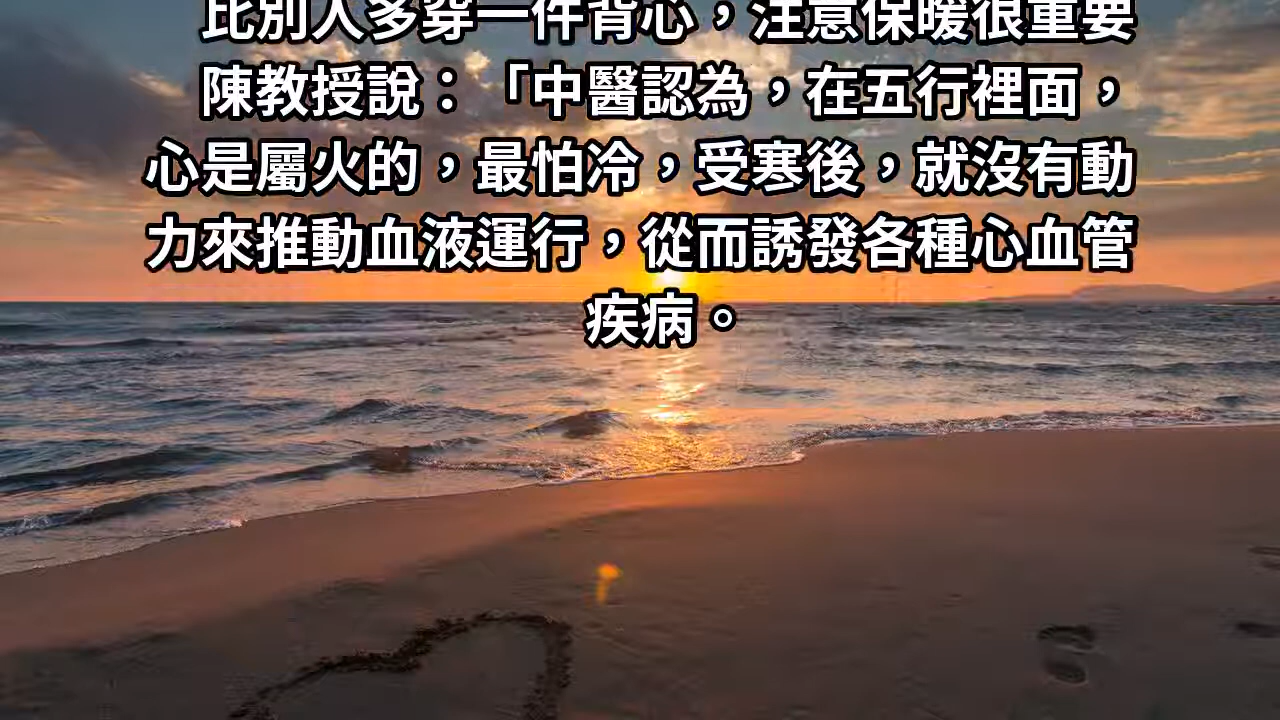 比別人多穿一件背心，注意保暖很重要
陳教授說：「中醫認為，在五行裡面，
心是屬火的，最怕冷，受寒後，就沒有動
力來推動血液運行，從而誘發各種心血管
疾病。